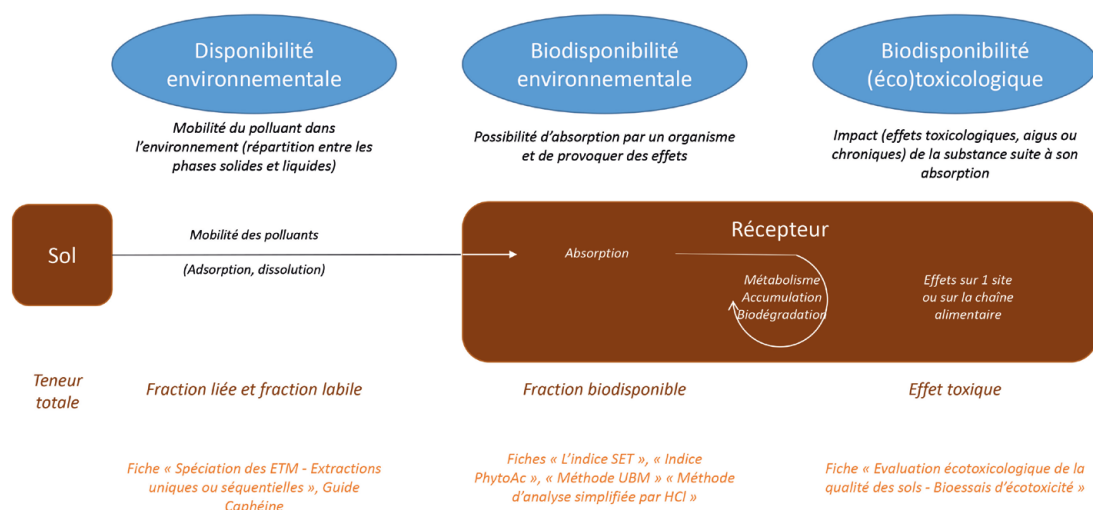 Disponibilité
environnementale
Biodisponibilité
environnementale
Biodisponibilité
(éco)toxicologique
Mobilité du polluant dans
l'environnement (répartition entre les
phases solides et liquides)
Possibilité d'absorption par un organisme
et de provoquer des effets
Impact (effets toxicologiques, aigus ou
chroniques) de la substance suite à son
absorption
Sol
Mobilité des polluants
(Adsorption, dissolution)
Récepteur
Absorption
Métabolisme
Accumulation
Biodégradation
Effets sur 1 site
ou sur la chaîne
alimentaire
Teneur
totale
Fraction liée et fraction labile
Fraction biodisponible
Effet toxique
Fiche « Spéciation des ETM - Extractions
uniques ou séquentielles », Guide
Caphéine
Fiches « L'indice SET », « Indice
PhytoAc », « Méthode UBM » « Méthode
d'analyse simplifiée par HCl »
Fiche « Evaluation écotoxicologique de la
qualité des sols - Bioessais d'écotoxicité »